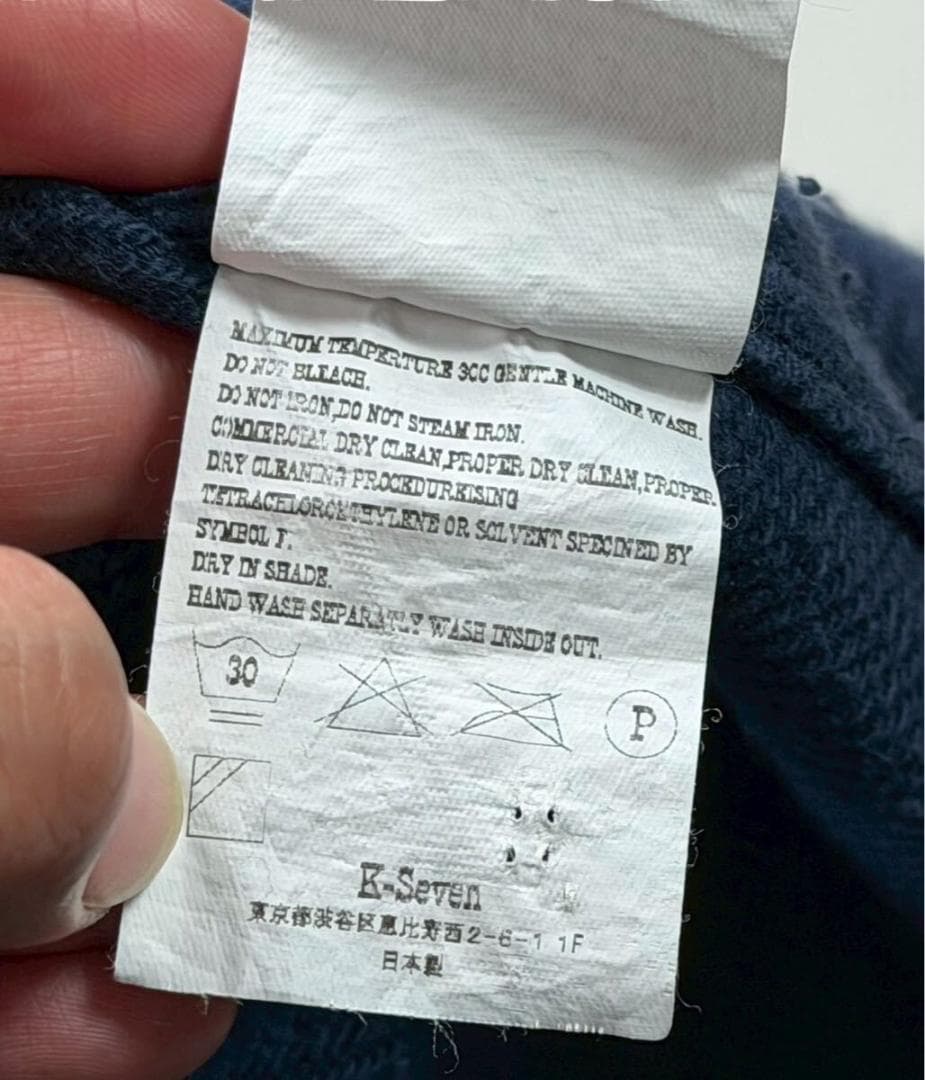 MAXIMUM TEMPERTURE 30C GENTLE MACHINE WASH.
DO NOT BLEACH.
DO NOT IRON,DO NOT STEAM IRON.
COMMERCIAL DRY CLEAN,PROPER DRY CLEAN,PROPER
DRY CLEANING PROCEDUREISING
TETRACHLOROETHYLENE OR SOLVENT SPECINED BY
SYMBOL P.
DRY IN SHADE.
HAND WASH SEPARATLY WASH INSIDE OUT.
30
P
K-Seven
東京都渋谷区恵比寿西2-6-1 1F
日本製